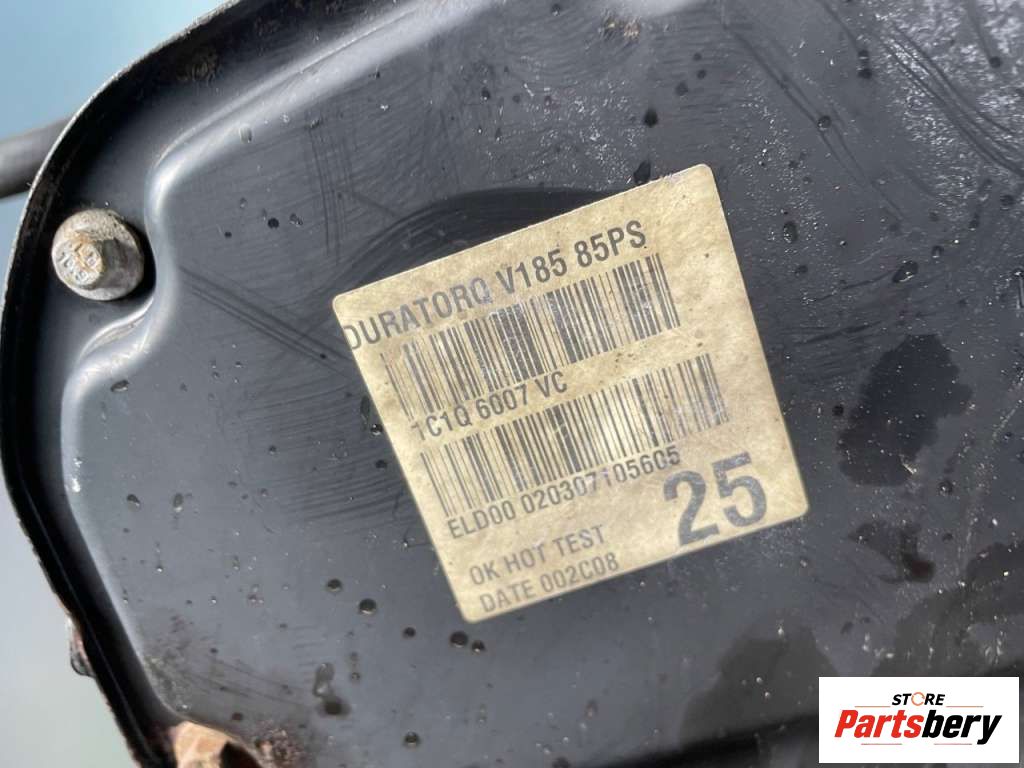 DURATORQ V185 85PS
1C1Q 6007 VC
ELD00 020307105605
25
OK HOT TEST
DATE 002C08
STORE
Partsbery